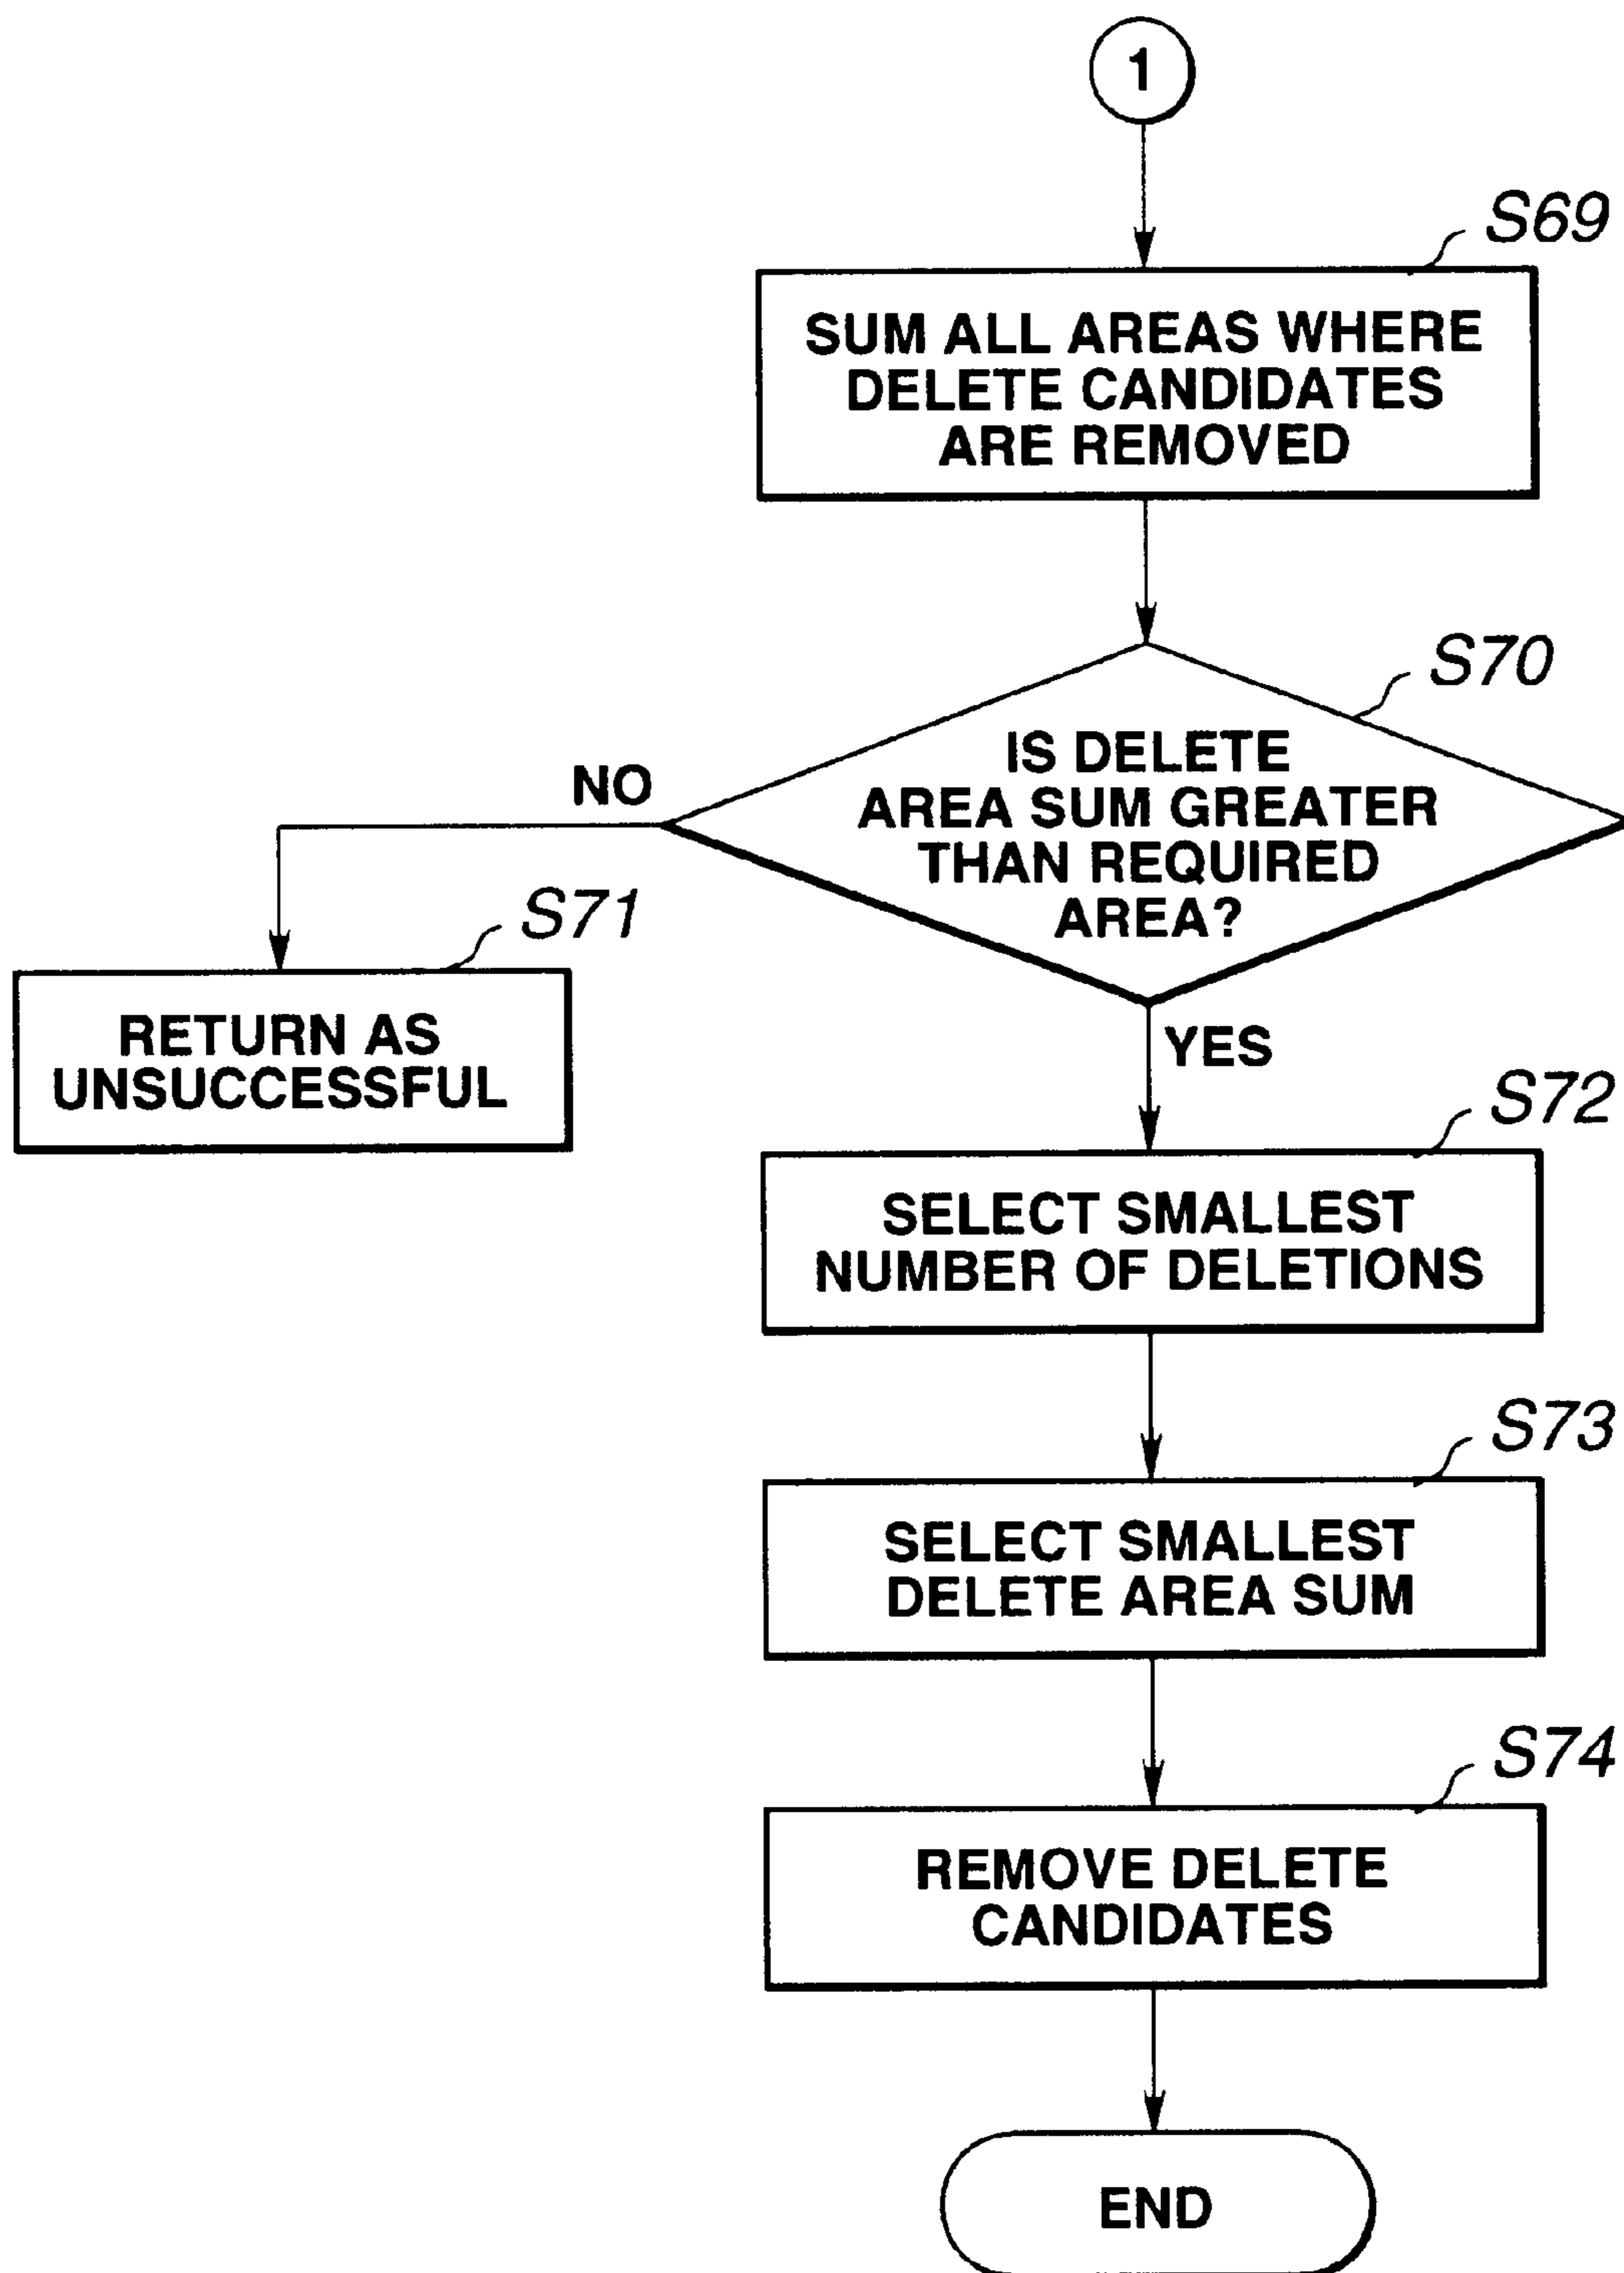 1
S69
SUM ALL AREAS WHERE
DELETE CANDIDATES
ARE REMOVED
S70
IS DELETE
AREA SUM GREATER
THAN REQUIRED
AREA?
NO
YES
S71
RETURN AS
UNSUCCESSFUL
S72
SELECT SMALLEST
NUMBER OF DELETIONS
S73
SELECT SMALLEST
DELETE AREA SUM
S74
REMOVE DELETE
CANDIDATES
END